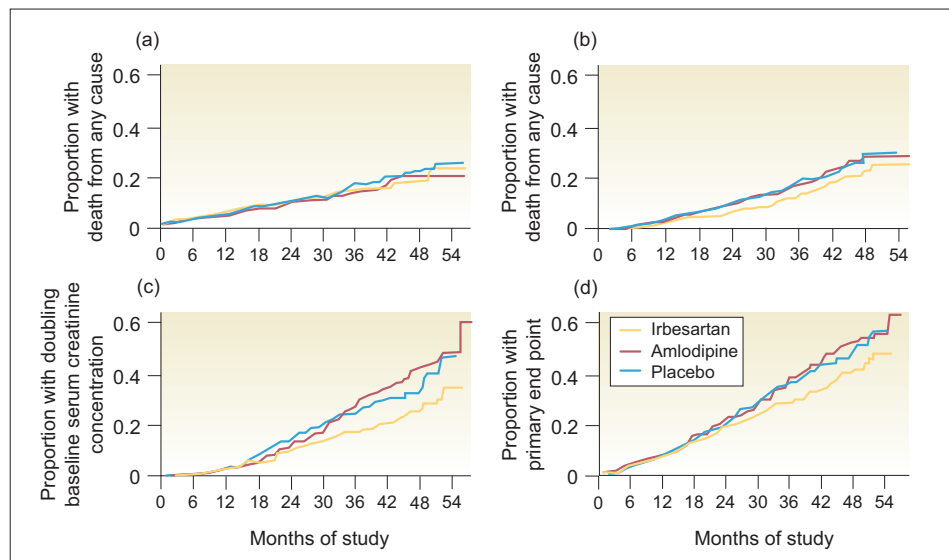 (a)
Proportion with
death from any cause
0.6
0.4
0.2
0
0 6 12 18 24 30 36 42 48 54
(b)
Proportion with
death from any cause
0.6
0.4
0.2
0
0 6 12 18 24 30 36 42 48 54
(c)
Proportion with doubling
baseline serum creatinine
concentration
0.6
0.4
0.2
0
0 6 12 18 24 30 36 42 48 54
Months of study
(d)
Proportion with
primary end point
0.6
0.4
0.2
0
Irbesartan
Amlodipine
Placebo
0 6 12 18 24 30 36 42 48 54
Months of study